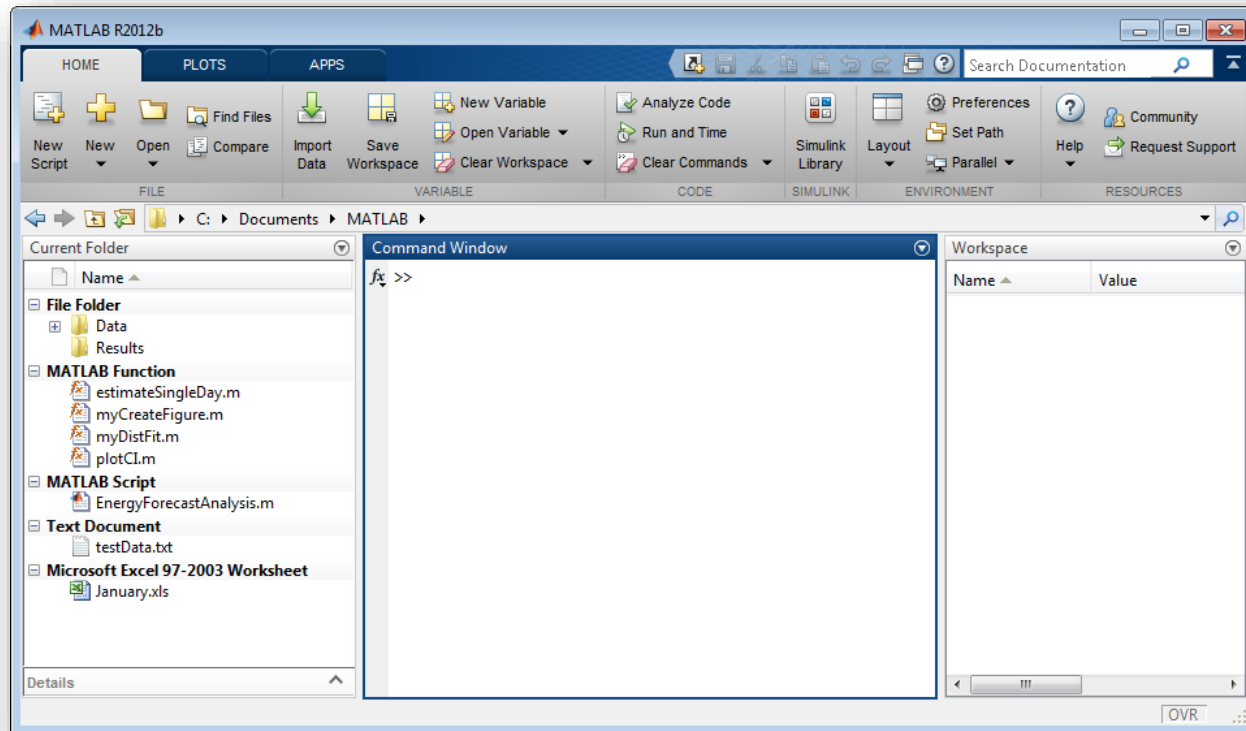 MATLAB R2012b
HOME PLOTS APPS Search Documentation
New Script
New
Open
Find Files
Compare
FILE
Import Data
Save Workspace
New Variable
Open Variable
Clear Workspace
VARIABLE
Analyze Code
Run and Time
Clear Commands
CODE
Simulink Library
SIMULINK
Layout
Preferences
Set Path
Parallel
ENVIRONMENT
Help
Community
Request Support
RESOURCES
C: Documents MATLAB
Current Folder
Name
File Folder
Data
Results
MATLAB Function
estimateSingleDay.m
myCreateFigure.m
myDistFit.m
plotCI.m
MATLAB Script
EnergyForecastAnalysis.m
Text Document
testData.txt
Microsoft Excel 97-2003 Worksheet
January.xls
Details
Command Window
fx >>
Workspace
Name Value
OVR